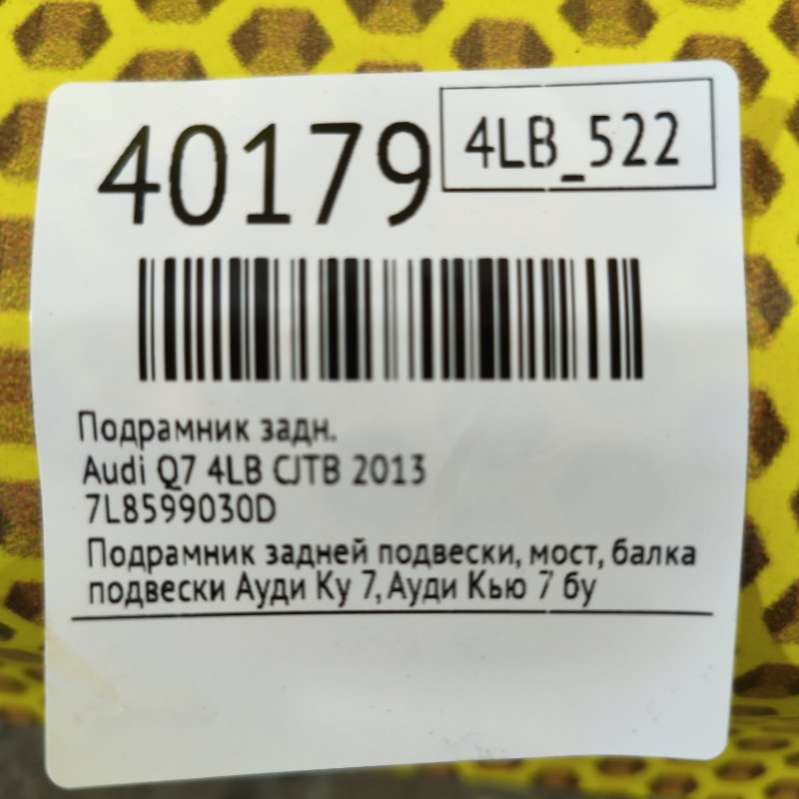 40179
4LB_522
Подрамник задн.
Audi Q7 4LB CJTB 2013
7L8599030D
Подрамник задней подвески, мост, балка
подвески Ауди Ку 7, Ауди Кью 7 бу